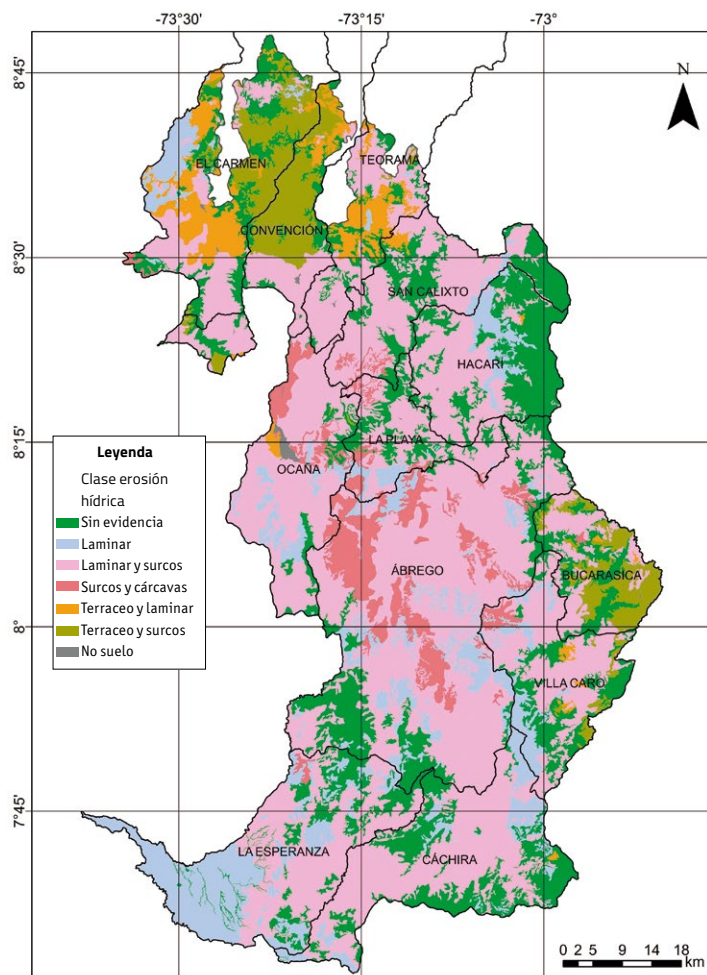 -73°30'
-73°15'
-73°
8°45'
8°30'
8°15'
8°
7°45'
N
TEORAMA
EL CARMEN
CONVENCIÓN
SAN CALIXTO
HACARÍ
LA PLAYA
OCAÑA
ÁBREGO
BUCARASICA
VILLA CARO
LA ESPERANZA
CÁCHIRA
Leyenda
Clase erosión
hídrica
Sin evidencia
Laminar
Laminar y surcos
Surcos y cárcavas
Terraceo y laminar
Terraceo y surcos
No suelo
0 2 5 9 14 18
km